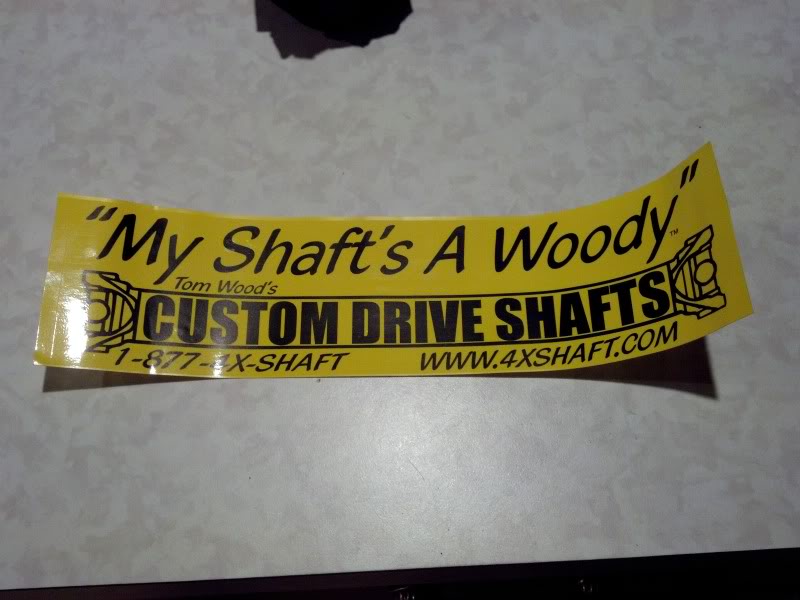 "My Shaft's A Woody"™
Tom Wood's
CUSTOM DRIVE SHAFTS
1-877-4X-SHAFT WWW.4XSHAFT.COM